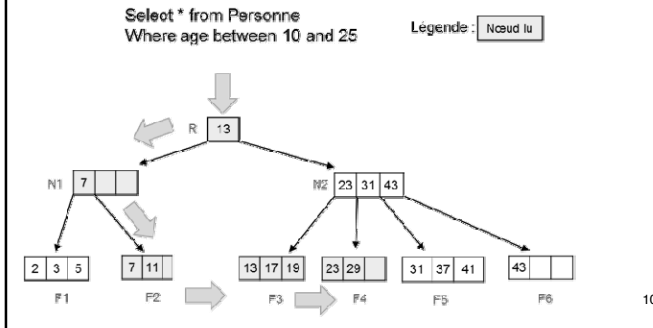 Select * from Personne
Where age between 10 and 25
Légende : Nœud lu
R 13
N1 7
N2 23 31 43
2 3 5
7 11
13 17 19
23 29
31 37 41
43
F1
F2
F3
F4
F5
F6
10